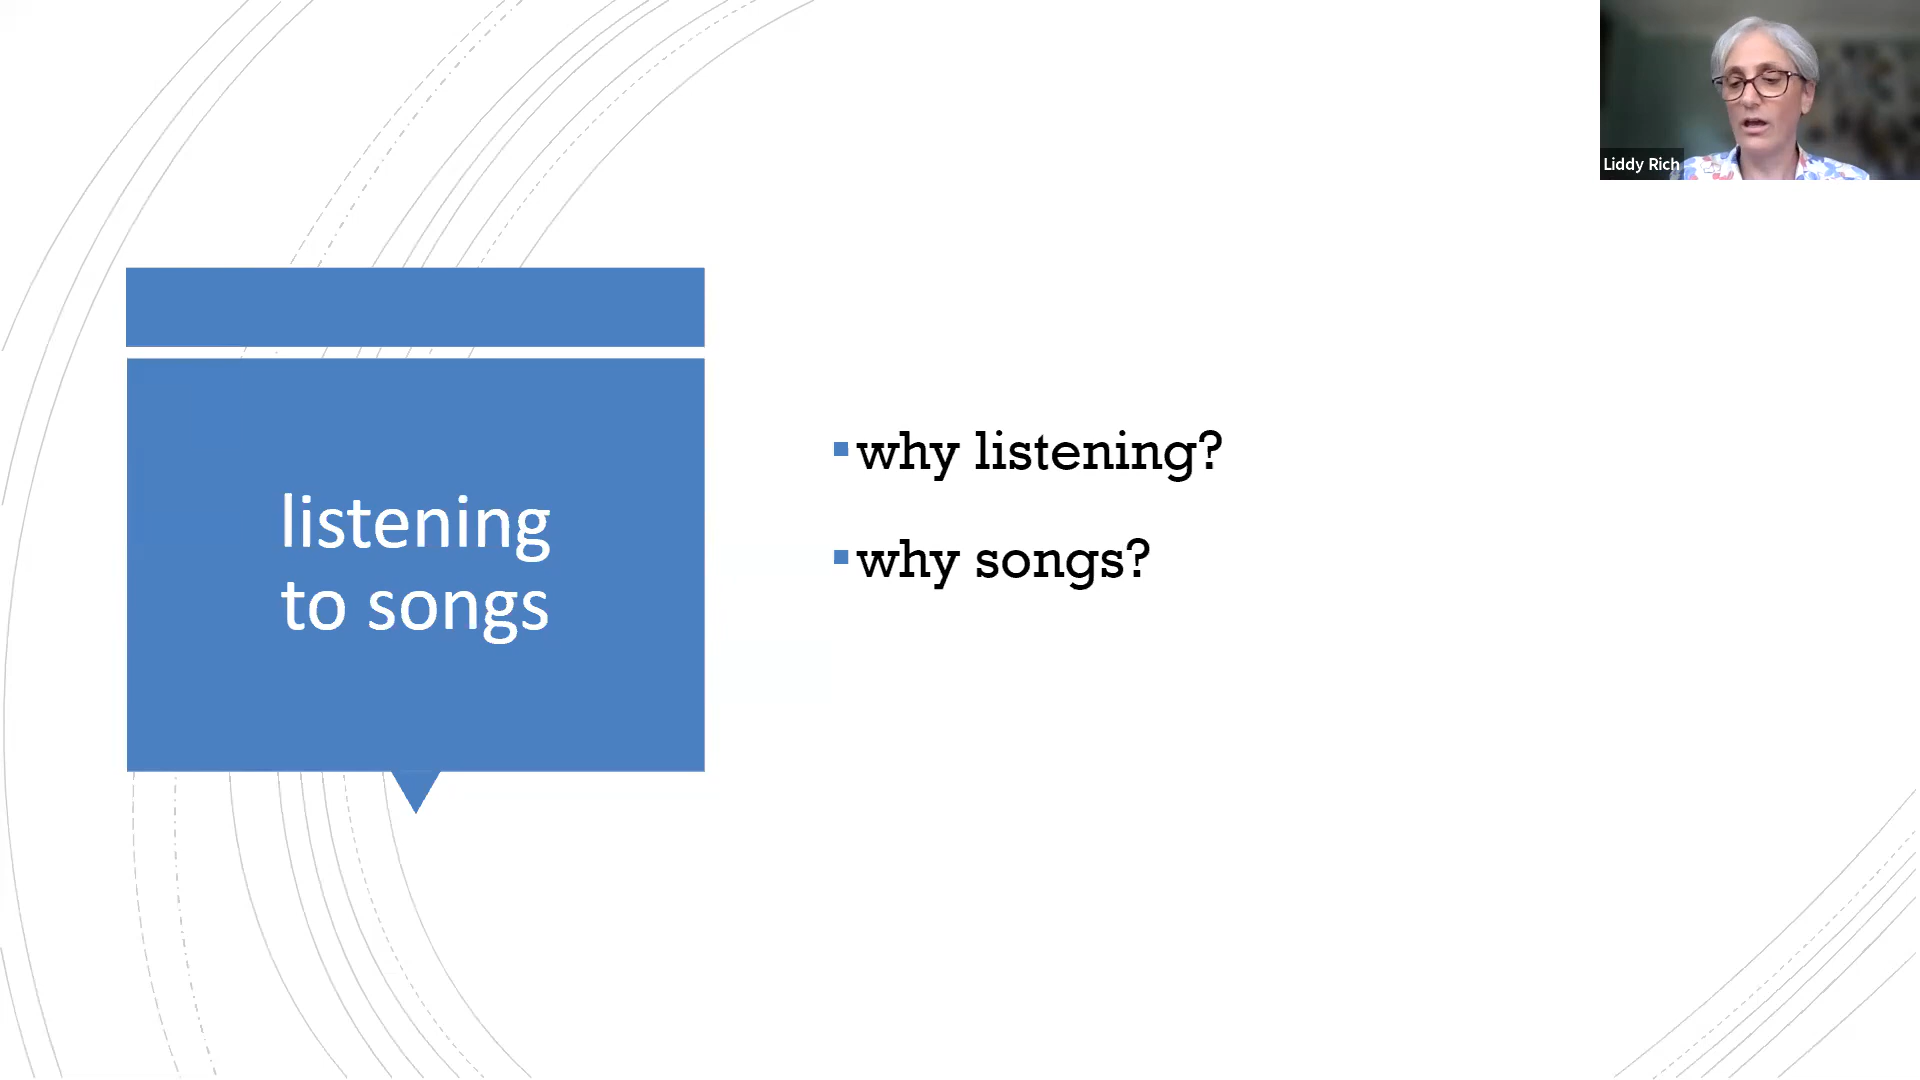 listening
to songs
why listening?
why songs?
Liddy Rich